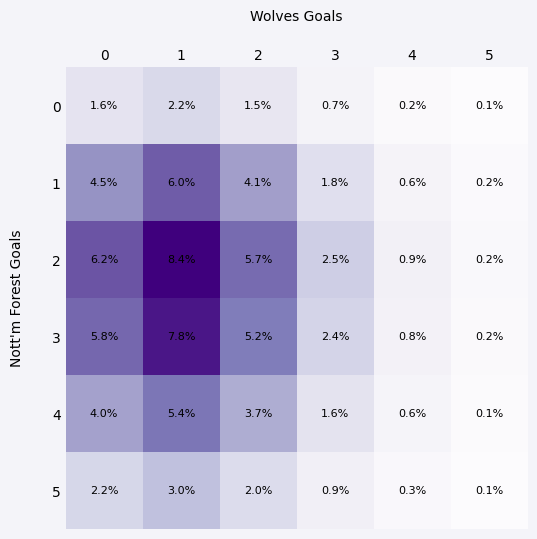 Wolves Goals
0 1 2 3 4 5
0 1.6% 2.2% 1.5% 0.7% 0.2% 0.1%
1 4.5% 6.0% 4.1% 1.8% 0.6% 0.2%
2 6.2% 8.4% 5.7% 2.5% 0.9% 0.2%
3 5.8% 7.8% 5.2% 2.4% 0.8% 0.2%
4 4.0% 5.4% 3.7% 1.6% 0.6% 0.1%
5 2.2% 3.0% 2.0% 0.9% 0.3% 0.1%
Nott'm Forest Goals